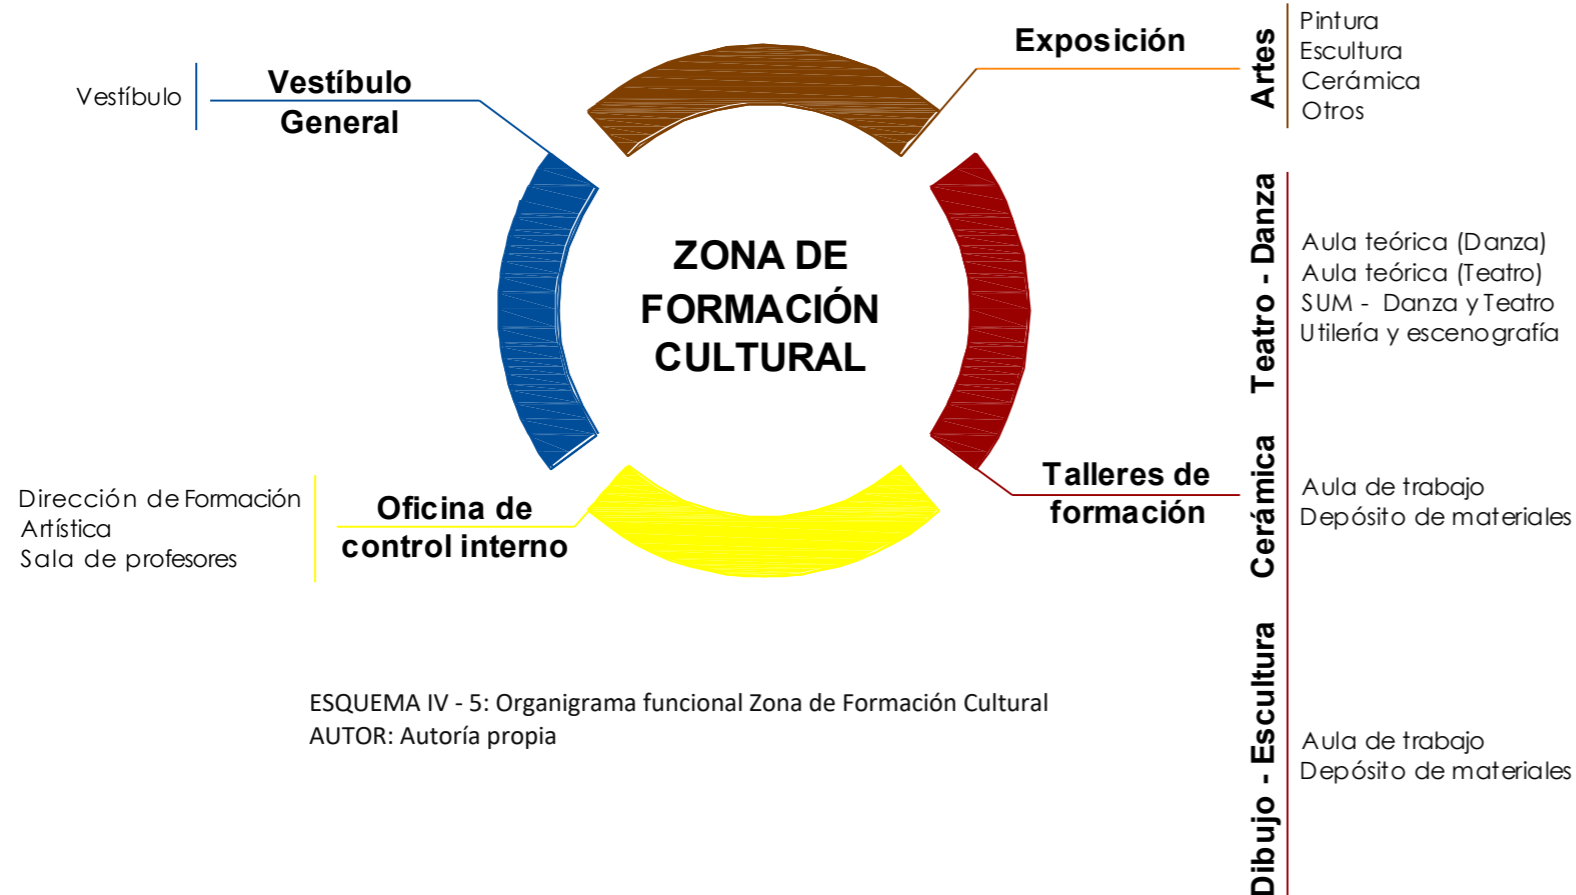 Vestíbulo
Vestíbulo
General
Exposición
Artes
Pintura
Escultura
Cerámica
Otros
ZONA DE
FORMACIÓN
CULTURAL
Teatro - Danza
Aula teórica (Danza)
Aula teórica (Teatro)
SUM - Danza y Teatro
Utilería y escenografía
Talleres de
formación
Cerámica
Aula de trabajo
Depósito de materiales
Dirección de Formación
Artística
Sala de profesores
Oficina de
control interno
Dibujo - Escultura
Aula de trabajo
Depósito de materiales
ESQUEMA IV - 5: Organigrama funcional Zona de Formación Cultural
AUTOR: Autoría propia